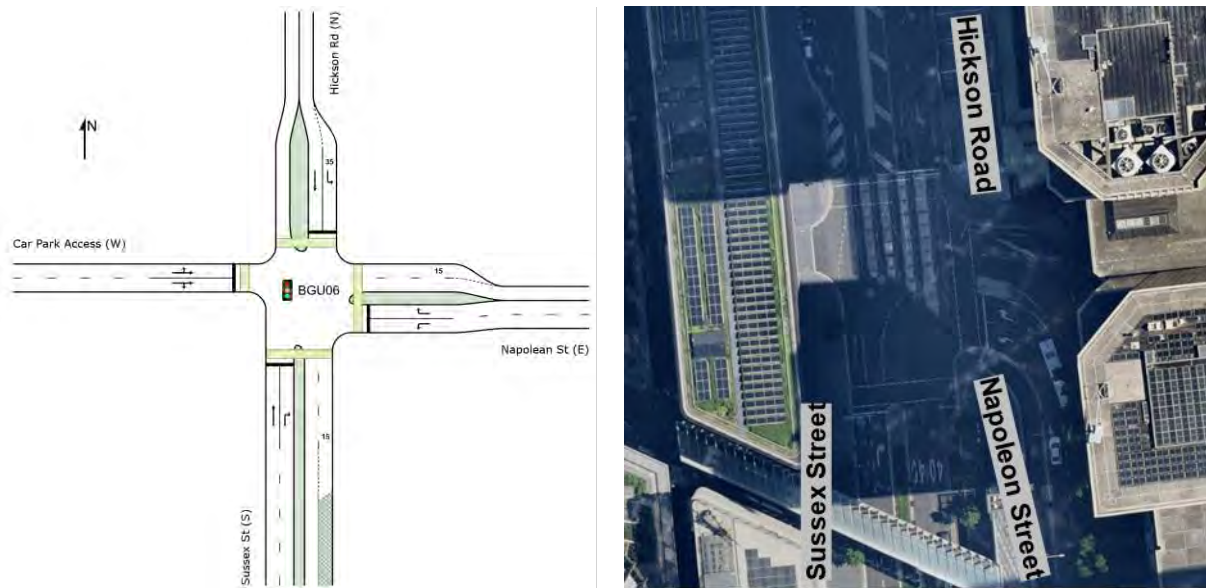 Hickson Rd (N)
N
35
Car Park Access (W)
15
BGU06
Napolean St (E)
15
Sussex St (S)
Hickson Road
Napoleon Street
Sussex Street